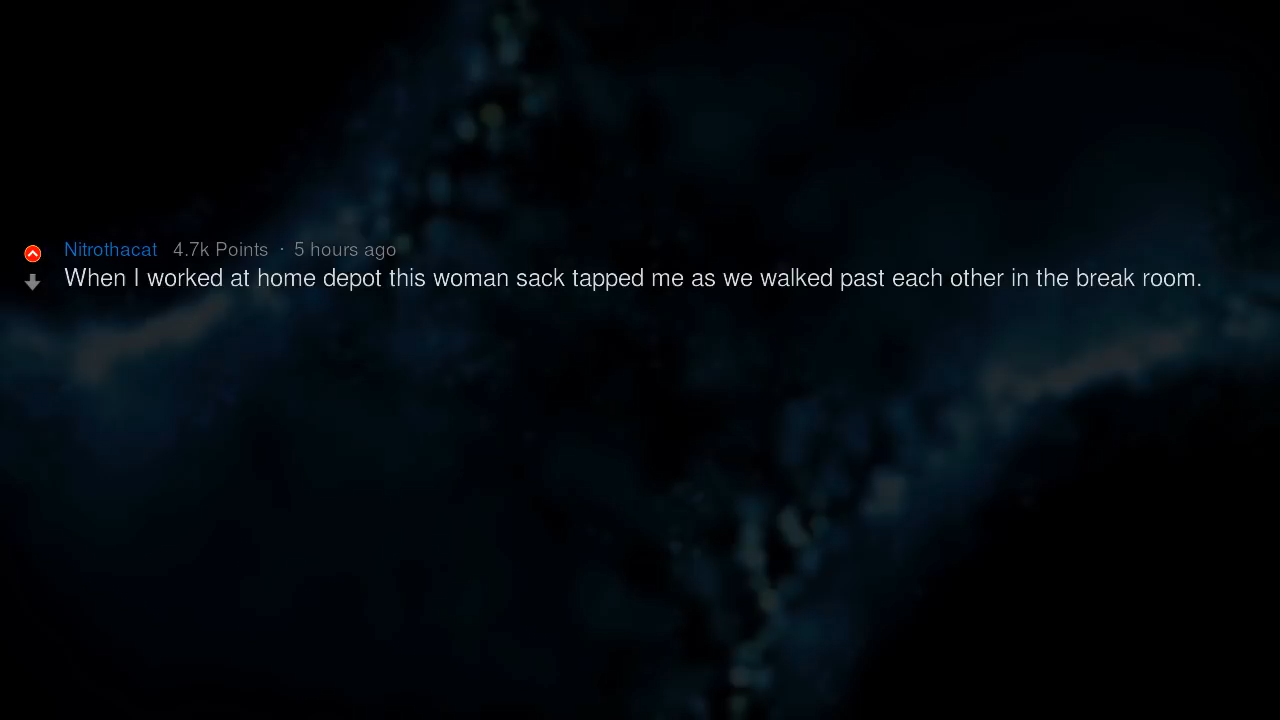 Nitrothacat 4.7k Points · 5 hours ago
When I worked at home depot this woman sack tapped me as we walked past each other in the break room.